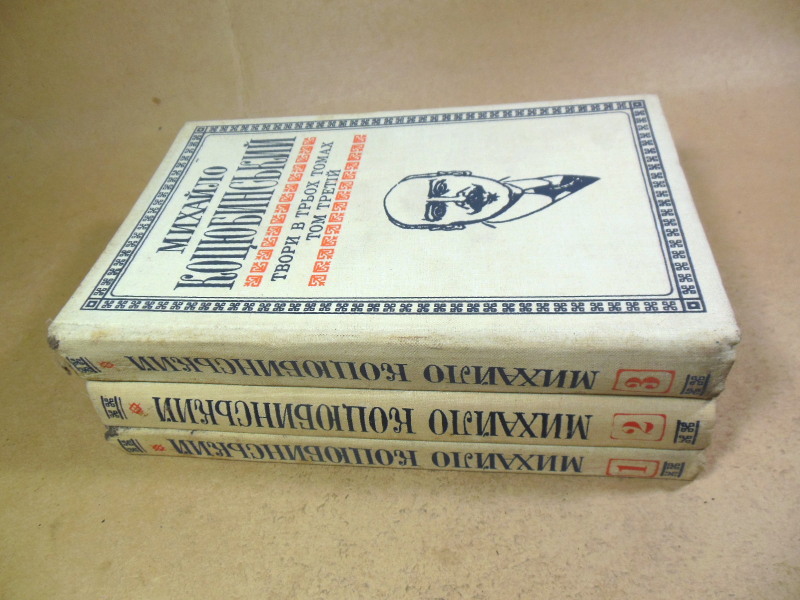 МИХАЙЛО
КОЦЮБИНСЬКИЙ
ТВОРИ В ТРЬОХ ТОМАХ
ТОМ ТРЕТІЙ
МИХАЙЛО КОЦЮБИНСЬКИЙ 3
МИХАЙЛО КОЦЮБИНСЬКИЙ 2
МИХАЙЛО КОЦЮБИНСЬКИЙ 1